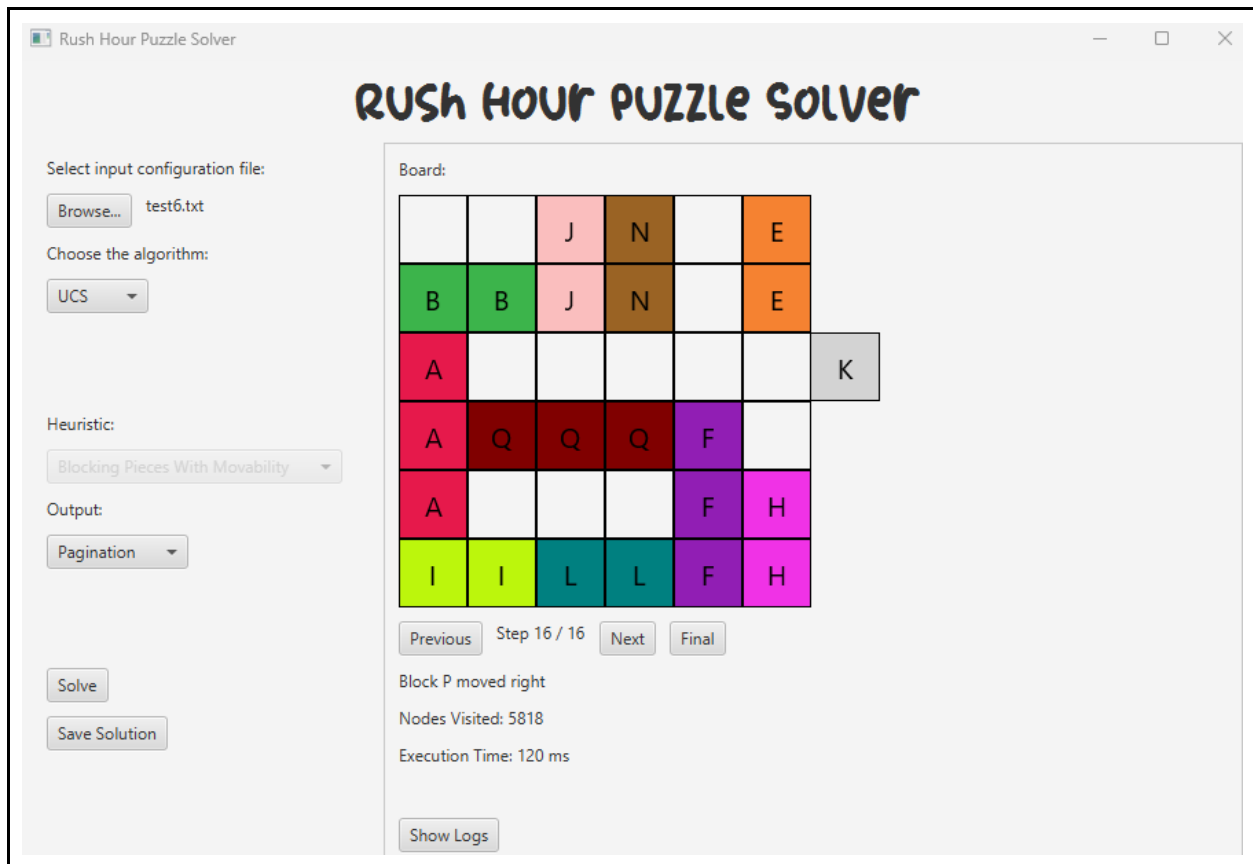 Rush Hour Puzzle Solver
Rush Hour Puzzle Solver
Select input configuration file:
Browse... test6.txt
Choose the algorithm:
UCS
Heuristic:
Blocking Pieces With Movability
Output:
Pagination
Solve
Save Solution
Board:
J N E
B B J N E
A K
A Q Q Q F
A F H
I I L L F H
Previous Step 16 / 16 Next Final
Block P moved right
Nodes Visited: 5818
Execution Time: 120 ms
Show Logs